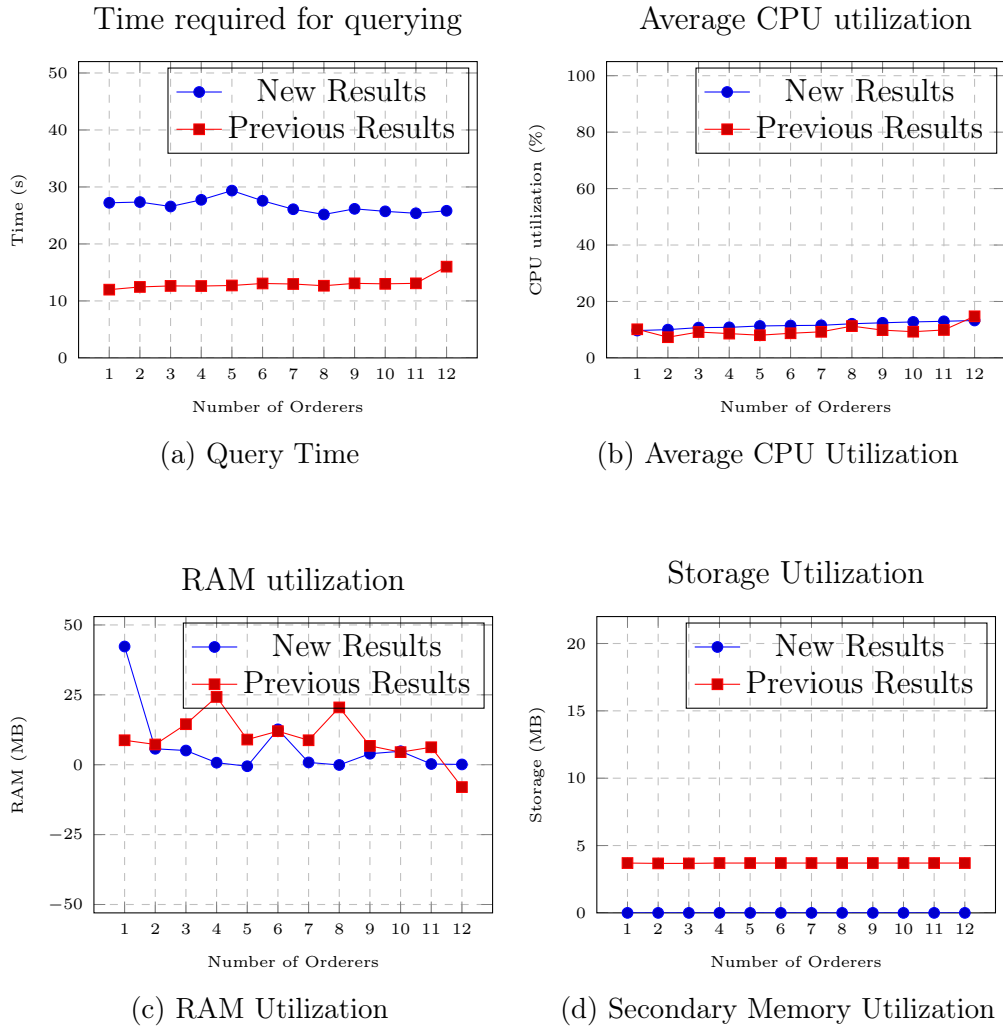 Time required for querying
50
40
30
20
10
0
Time (s)
New Results
Previous Results
1 2 3 4 5 6 7 8 9 10 11 12
Number of Orderers
(a) Query Time
Average CPU utilization
100
80
60
40
20
0
CPU utilization (%)
New Results
Previous Results
1 2 3 4 5 6 7 8 9 10 11 12
Number of Orderers
(b) Average CPU Utilization
RAM utilization
50
25
0
−25
−50
RAM (MB)
New Results
Previous Results
1 2 3 4 5 6 7 8 9 10 11 12
Number of Orderers
(c) RAM Utilization
Storage Utilization
20
15
10
5
0
Storage (MB)
New Results
Previous Results
1 2 3 4 5 6 7 8 9 10 11 12
Number of Orderers
(d) Secondary Memory Utilization